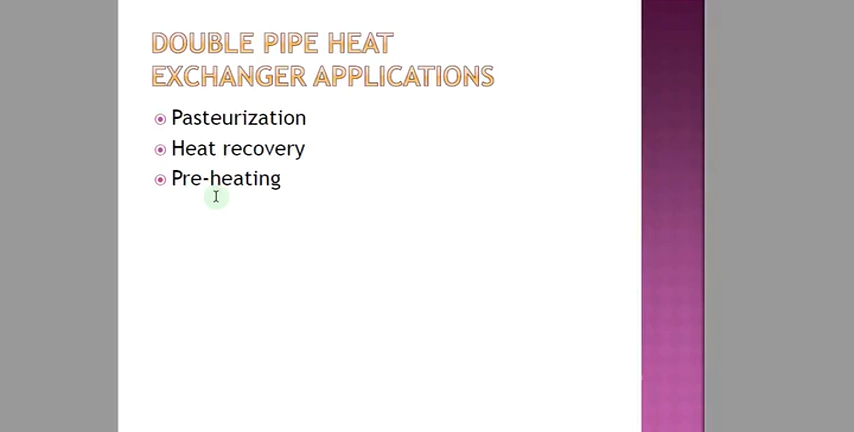 DOUBLE PIPE HEAT
EXCHANGER APPLICATIONS
Pasteurization
Heat recovery
Pre-heating